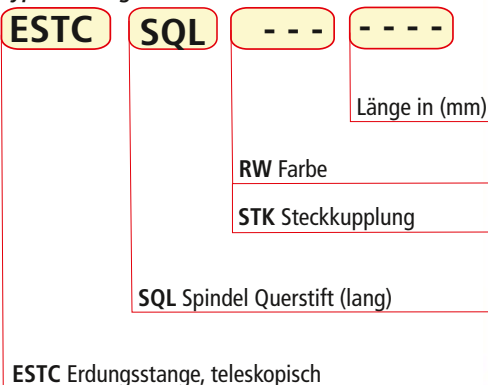 ESTC SQL - - - - - - -
Länge in (mm)
RW Farbe
STK Steckkupplung
SQL Spindel Querstift (lang)
ESTC Erdungsstange, teleskopisch